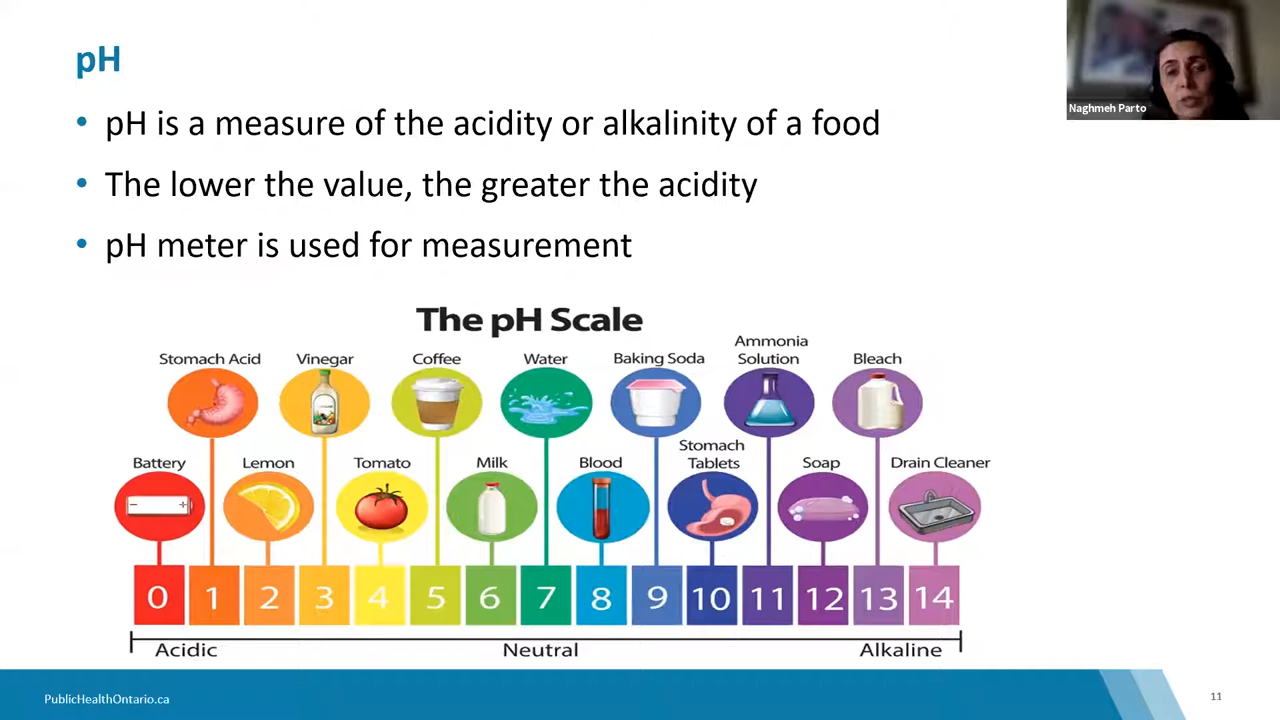 pH
Naghmeh Parto
• pH is a measure of the acidity or alkalinity of a food
• The lower the value, the greater the acidity
• pH meter is used for measurement
The pH Scale
Stomach Acid
Vinegar
Coffee
Water
Baking Soda
Ammonia
Solution
Bleach
Battery
Lemon
Tomato
Milk
Blood
Stomach
Tablets
Soap
Drain Cleaner
0 1 2 3 4 5 6 7 8 9 10 11 12 13 14
Acidic Neutral Alkaline
PublicHealthOntario.ca
11